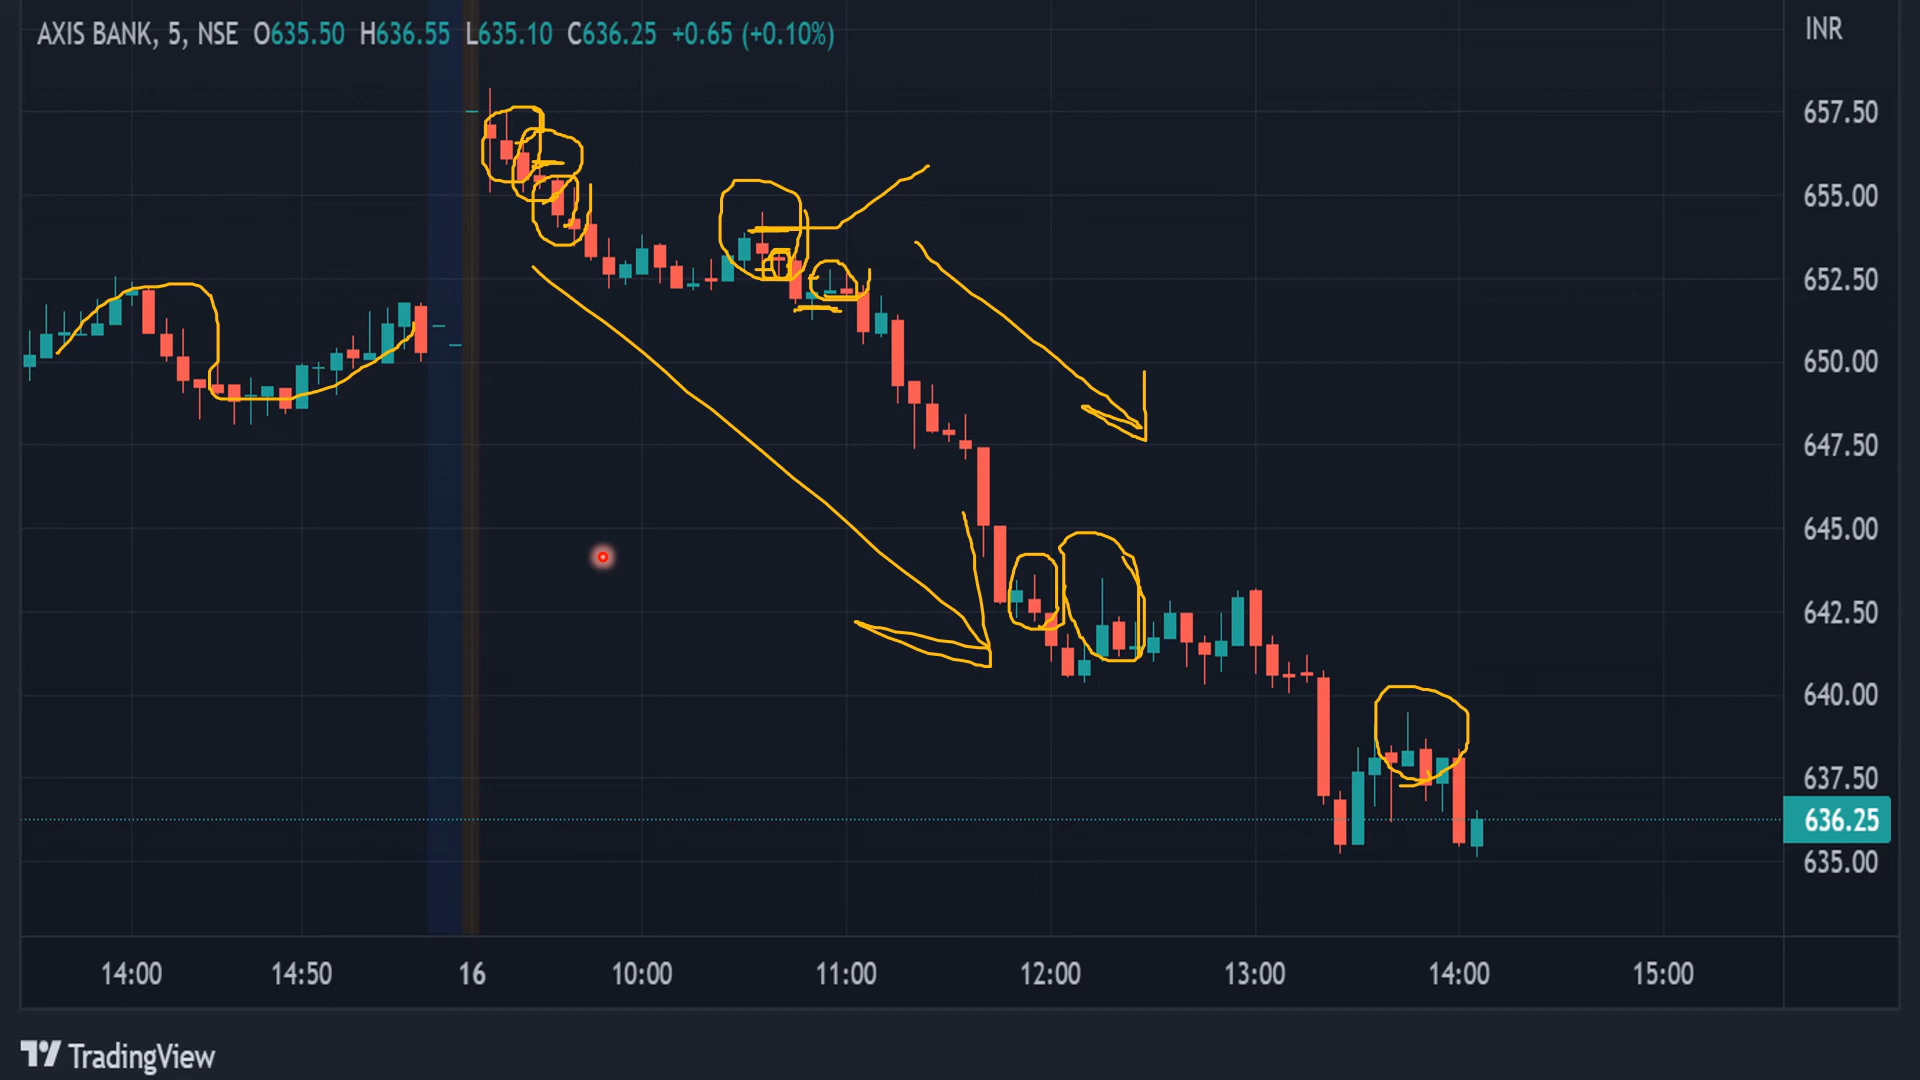 AXIS BANK, 5, NSE O635.50 H636.55 L635.10 C636.25 +0.65 (+0.10%)
INR
657.50
655.00
652.50
650.00
647.50
645.00
642.50
640.00
637.50
636.25
635.00
14:00 14:50 16 10:00 11:00 12:00 13:00 14:00 15:00
TradingView